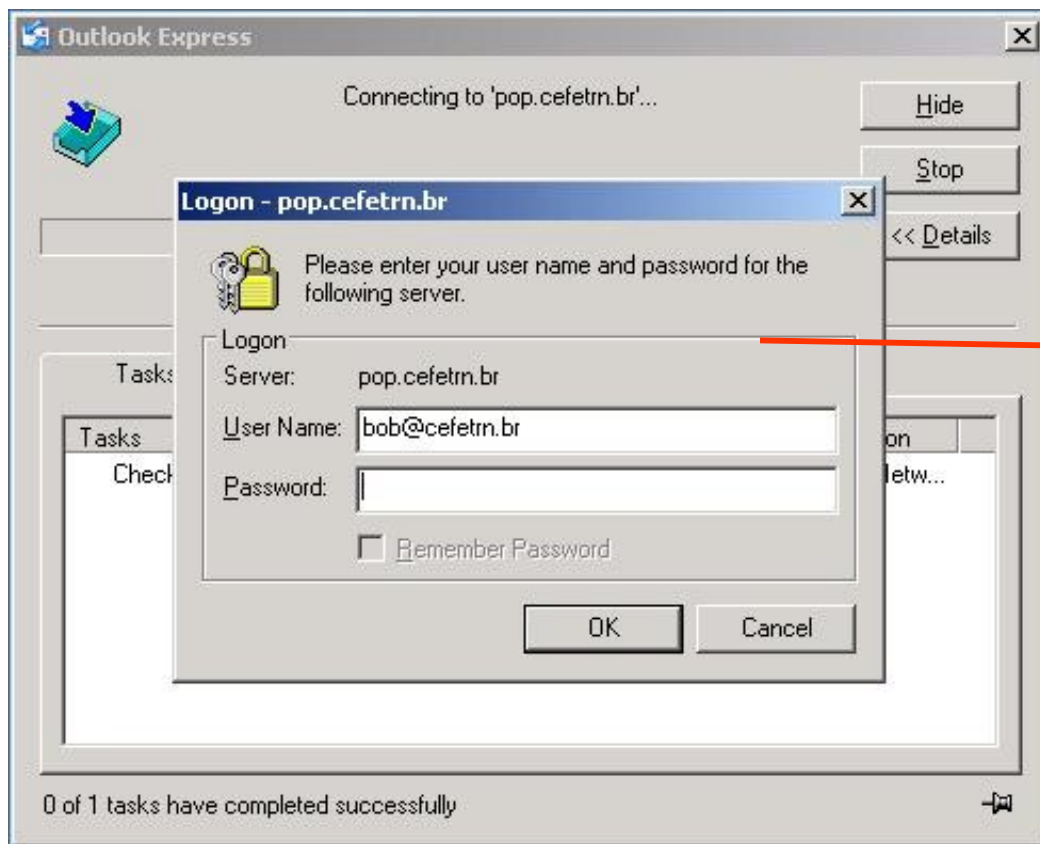 Outlook Express
Connecting to 'pop.cefetrn.br'...
Hide
Stop
<< Details
Logon - pop.cefetrn.br
Please enter your user name and password for the
following server.
Logon
Server: pop.cefetrn.br
User Name: bob@cefetrn.br
Password:
Remember Password
OK Cancel
Tasks
Tasks on
Check letw...
0 of 1 tasks have completed successfully